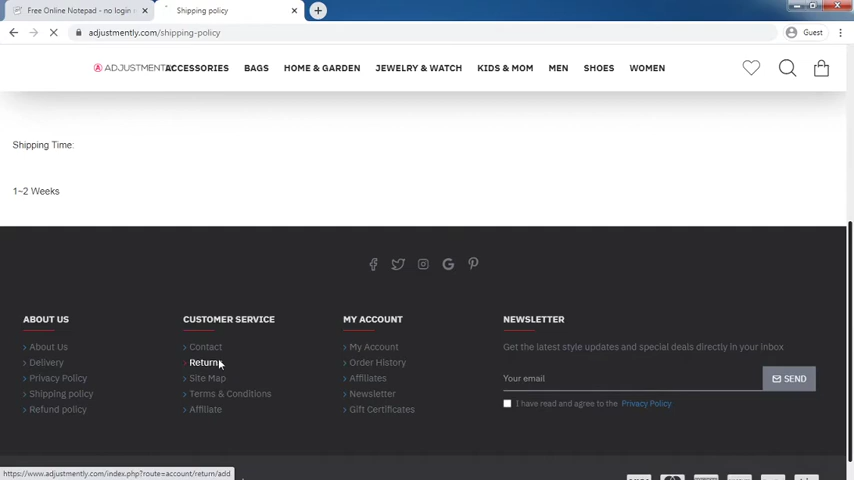 Free Online Notepad - no login
Shipping policy
adjustmently.com/shipping-policy
Guest
ADJUSTMENT
ACCESSORIES BAGS HOME & GARDEN JEWELRY & WATCH KIDS & MOM MEN SHOES WOMEN
Shipping Time:
1~2 Weeks
ABOUT US
About Us
Delivery
Privacy Policy
Shipping policy
Refund policy
CUSTOMER SERVICE
Contact
Returns
Site Map
Terms & Conditions
Affiliate
MY ACCOUNT
My Account
Order History
Affiliates
Newsletter
Gift Certificates
NEWSLETTER
Get the latest style updates and special deals directly in your inbox
Your email
SEND
I have read and agree to the Privacy Policy
https://www.adjustmently.com/index.php?route=account/return/add